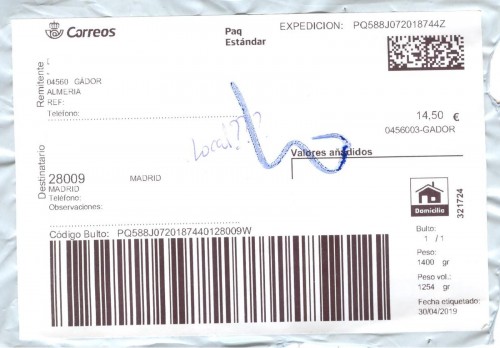 Correos
Paq
Estándar
EXPEDICION: PQ588J072018744Z
Remitente
04560 GÁDOR
ALMERIA
REF:
Teléfono:
Local???
14,50 €
0456003-GADOR
Valores añadidos
Destinatario
28009 MADRID
MADRID
Teléfono:
Observaciones:
Domicilio
321724
Código Bulto: PQ588J0720187440128009W
Bulto:
1 / 1
Peso:
1400 gr
Peso vol.:
1254 gr
Fecha etiquetado:
30/04/2019